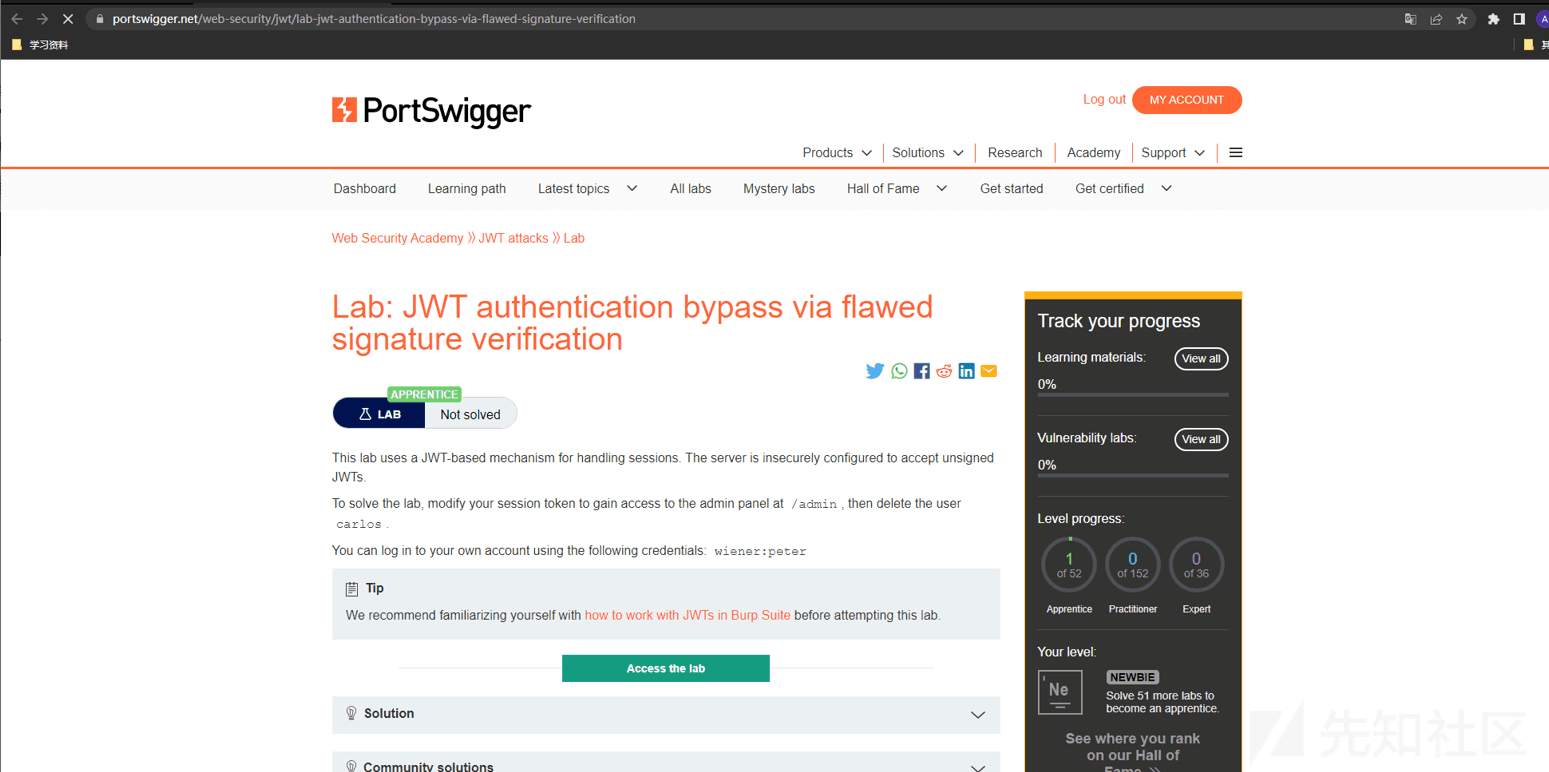 portswigger.net/web-security/jwt/lab-jwt-authentication-bypass-via-flawed-signature-verification
A
学习资料
其
PortSwigger
Log out
MY ACCOUNT
Products
Solutions
Research
Academy
Support
Dashboard
Learning path
Latest topics
All labs
Mystery labs
Hall of Fame
Get started
Get certified
Web Security Academy » JWT attacks » Lab
Lab: JWT authentication bypass via flawed
signature verification
APPRENTICE
LAB
Not solved
This lab uses a JWT-based mechanism for handling sessions. The server is insecurely configured to accept unsigned
JWTs.
To solve the lab, modify your session token to gain access to the admin panel at /admin , then delete the user
carlos .
You can log in to your own account using the following credentials: wiener:peter
Tip
We recommend familiarizing yourself with how to work with JWTs in Burp Suite before attempting this lab.
Access the lab
Solution
Community solutions
Track your progress
Learning materials:
View all
0%
Vulnerability labs:
View all
0%
Level progress:
1
of 52
0
of 152
0
of 36
Apprentice
Practitioner
Expert
Your level:
Ne
NEWBIE
Solve 51 more labs to
become an apprentice.
See where you rank
on our Hall of
Fame »
先知社区